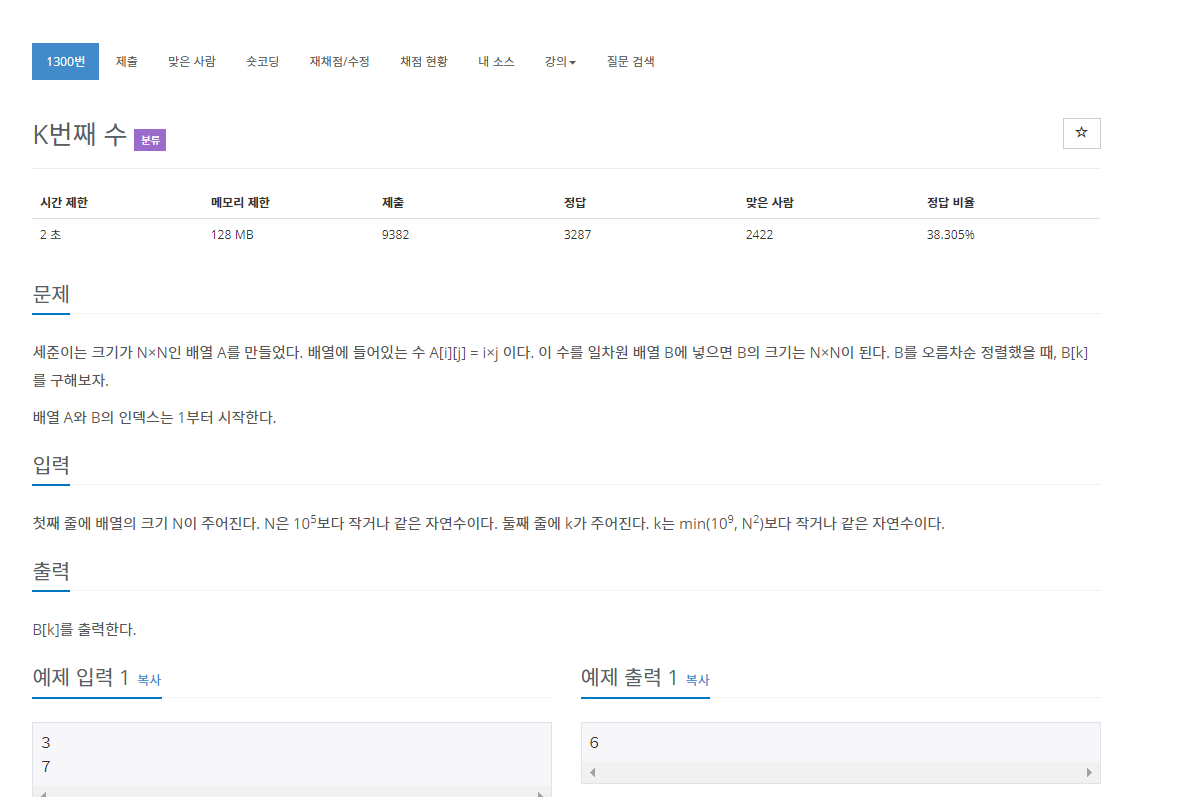 1300번 제출 맞은 사람 숏코딩 재채점/수정 채점 현황 내 소스 강의 질문 검색
K번째 수 분류
시간 제한 메모리 제한 제출 정답 맞은 사람 정답 비율
2 초 128 MB 9382 3287 2422 38.305%
문제
세준이는 크기가 N×N인 배열 A를 만들었다. 배열에 들어있는 수 A[i][j] = i×j 이다. 이 수를 일차원 배열 B에 넣으면 B의 크기는 N×N이 된다. B를 오름차순 정렬했을 때, B[k]
를 구해보자.
배열 A와 B의 인덱스는 1부터 시작한다.
입력
첫째 줄에 배열의 크기 N이 주어진다. N은 10⁵보다 작거나 같은 자연수이다. 둘째 줄에 k가 주어진다. k는 min(10⁹, N²)보다 작거나 같은 자연수이다.
출력
B[k]를 출력한다.
예제 입력 1 복사
3
7
예제 출력 1 복사
6